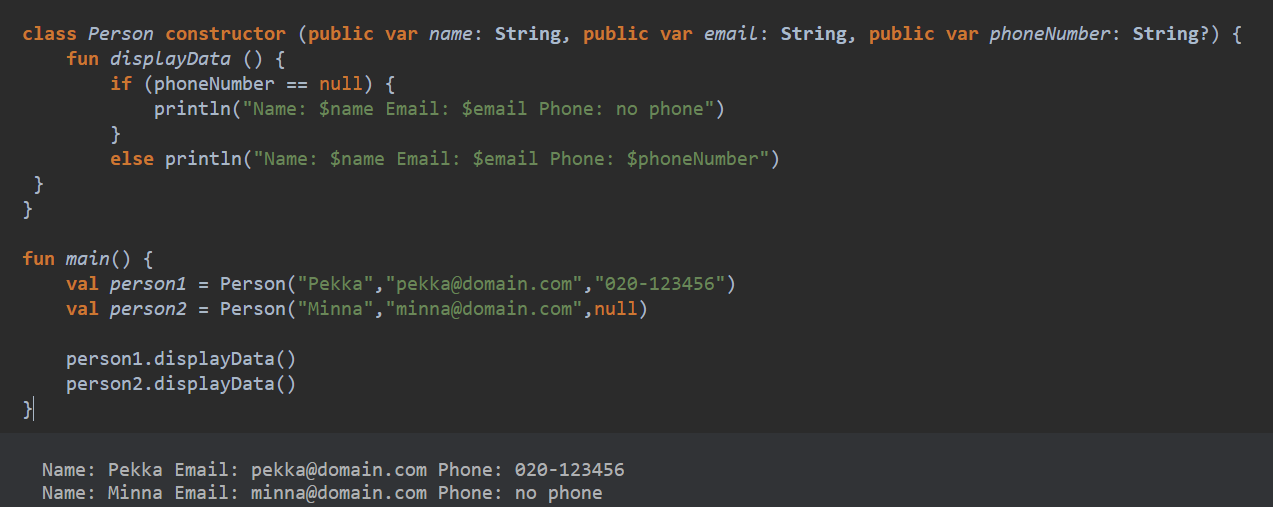 class Person constructor (public var name: String, public var email: String, public var phoneNumber: String?) {
    fun displayData () {
        if (phoneNumber == null) {
            println("Name: $name Email: $email Phone: no phone")
        }
        else println("Name: $name Email: $email Phone: $phoneNumber")
 }
}

fun main() {
    val person1 = Person("Pekka","pekka@domain.com","020-123456")
    val person2 = Person("Minna","minna@domain.com",null)

    person1.displayData()
    person2.displayData()
}

Name: Pekka Email: pekka@domain.com Phone: 020-123456
Name: Minna Email: minna@domain.com Phone: no phone